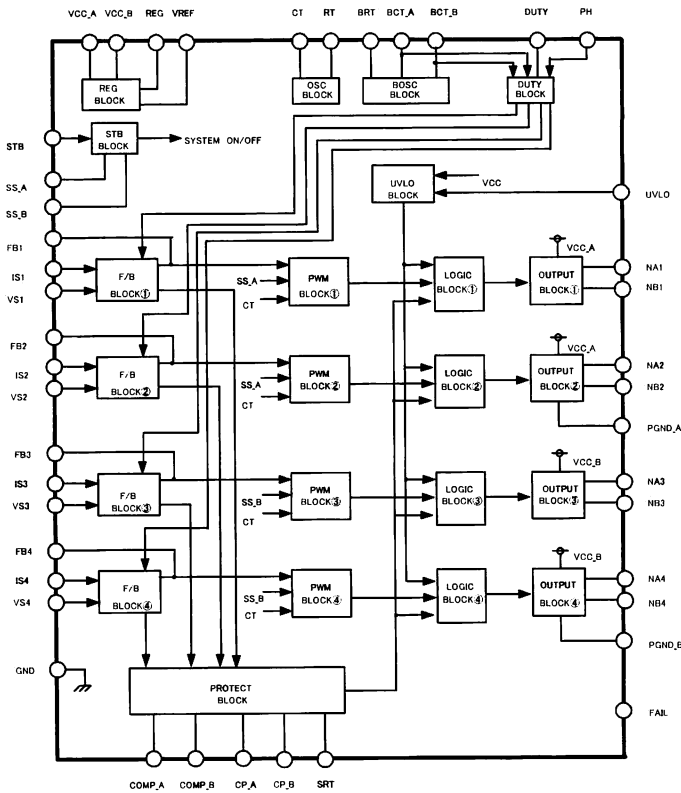 VCC_A VCC_B REG VREF CT RT BRT BCT_A BCT_B DUTY PH
REG
BLOCK
OSC
BLOCK
BOSC
BLOCK
DUTY
BLOCK
STB
STB
BLOCK
SYSTEM ON/OFF
SS_A
SS_B
UVLO
BLOCK
VCC
UVLO
FB1
IS1
VS1
F/B
BLOCK①
SS_A
CT
PWM
BLOCK①
LOGIC
BLOCK①
VCC_A
OUTPUT
BLOCK①
NA1
NB1
FB2
IS2
VS2
F/B
BLOCK②
SS_A
CT
PWM
BLOCK②
LOGIC
BLOCK②
VCC_A
OUTPUT
BLOCK②
NA2
NB2
PGND_A
FB3
IS3
VS3
F/B
BLOCK③
SS_B
CT
PWM
BLOCK③
LOGIC
BLOCK③
VCC_B
OUTPUT
BLOCK③
NA3
NB3
FB4
IS4
VS4
F/B
BLOCK④
SS_B
CT
PWM
BLOCK④
LOGIC
BLOCK④
VCC_B
OUTPUT
BLOCK④
NA4
NB4
PGND_B
GND
PROTECT
BLOCK
FAIL
COMP_A COMP_B CP_A CP_B SRT